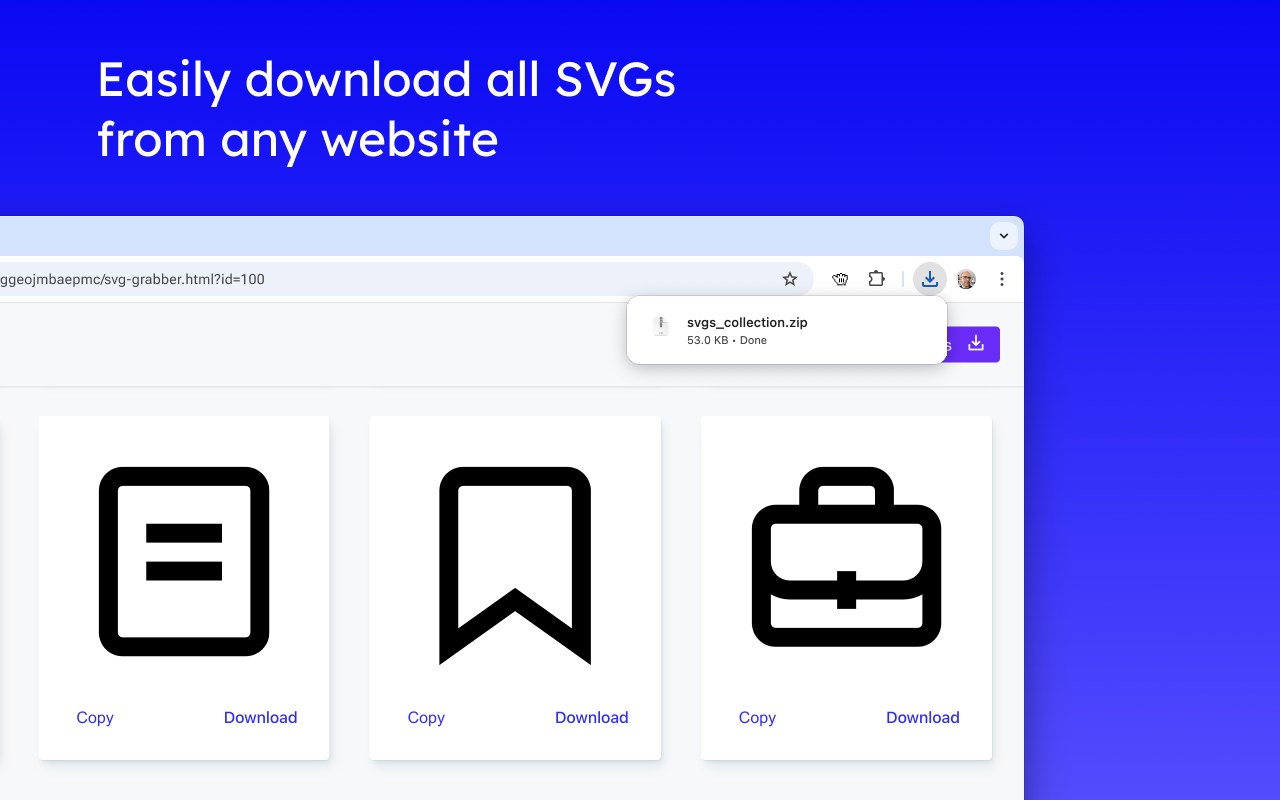 Easily download all SVGs
from any website
ggeojmbaepmc/svg-grabber.html?id=100
svgs_collection.zip
53.0 KB • Done
s
Copy Download
Copy Download
Copy Download